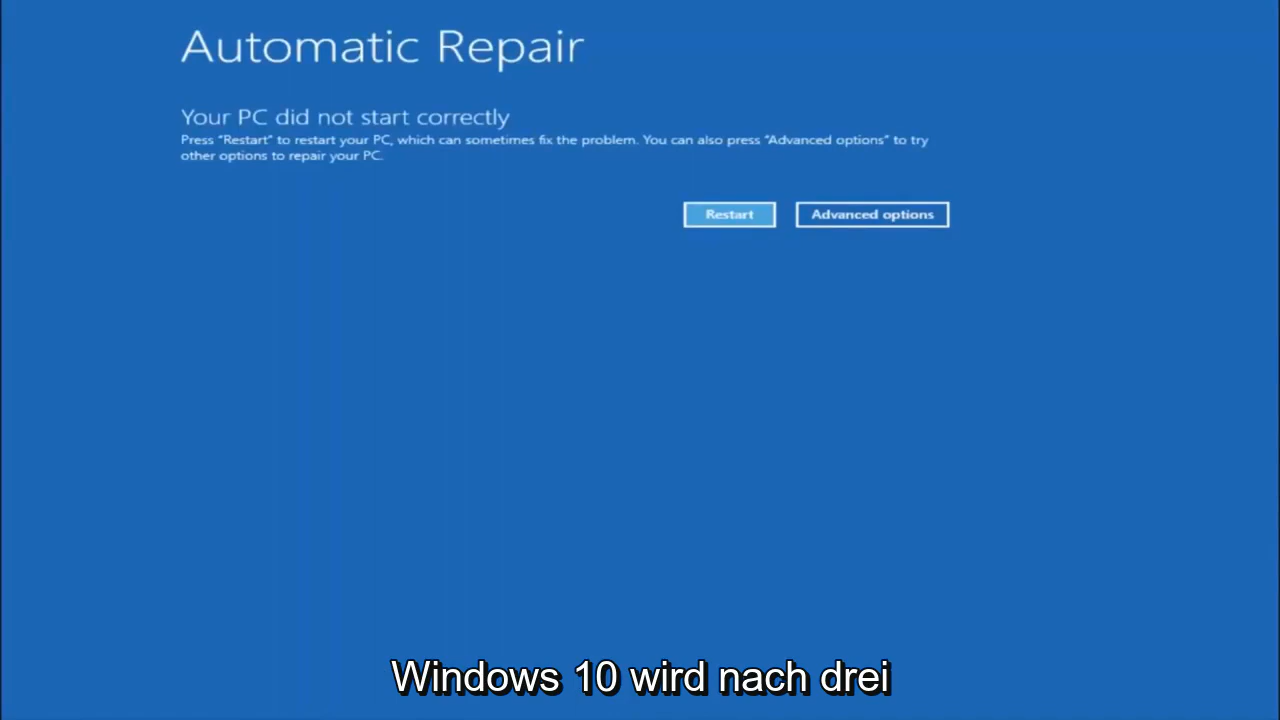 Automatic Repair
Your PC did not start correctly
Press "Restart" to restart your PC, which can sometimes fix the problem. You can also press "Advanced options" to try
other options to repair your PC.
Restart
Advanced options
Windows 10 wird nach drei